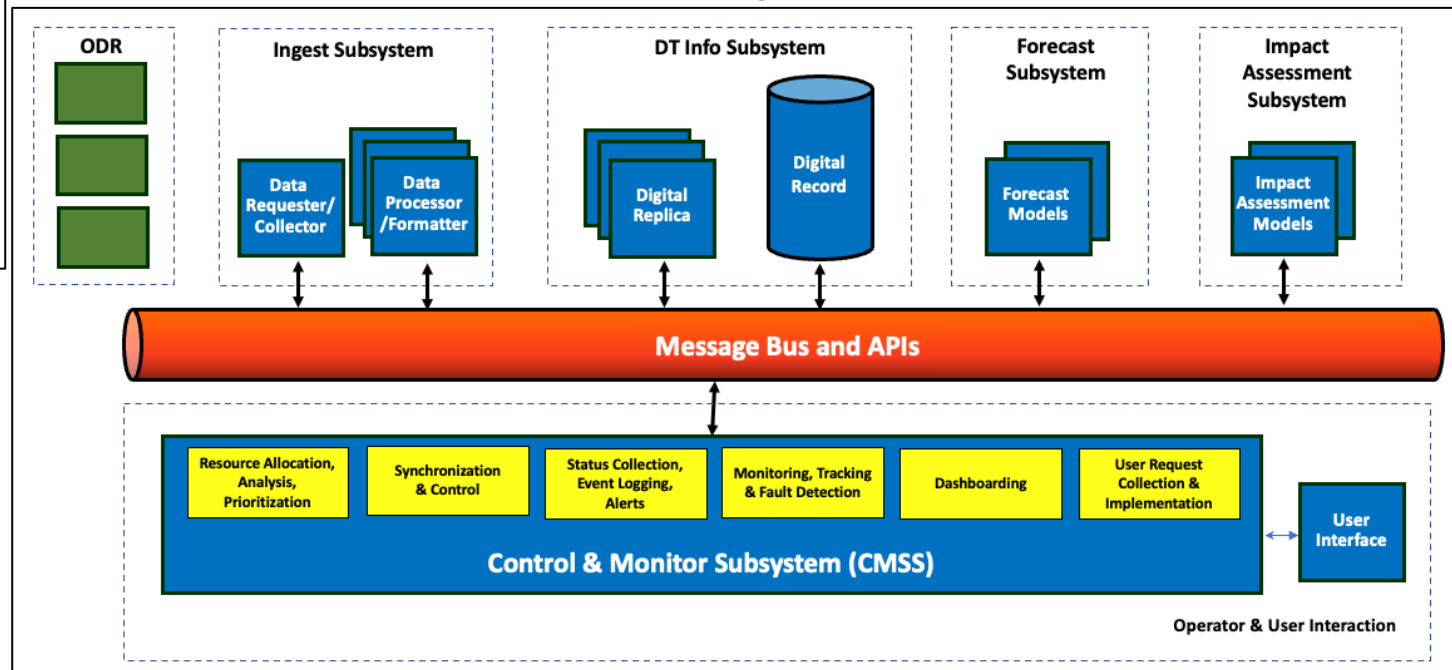 ODR
Ingest Subsystem
DT Info Subsystem
Forecast
Subsystem
Impact
Assessment
Subsystem
Data
Requester/
Collector
Data
Processor
/Formatter
Digital
Replica
Digital
Record
Forecast
Models
Impact
Assessment
Models
Message Bus and APIs
Resource Allocation,
Analysis,
Prioritization
Synchronization
& Control
Status Collection,
Event Logging,
Alerts
Monitoring, Tracking
& Fault Detection
Dashboarding
User Request
Collection &
Implementation
Control & Monitor Subsystem (CMSS)
User
Interface
Operator & User Interaction